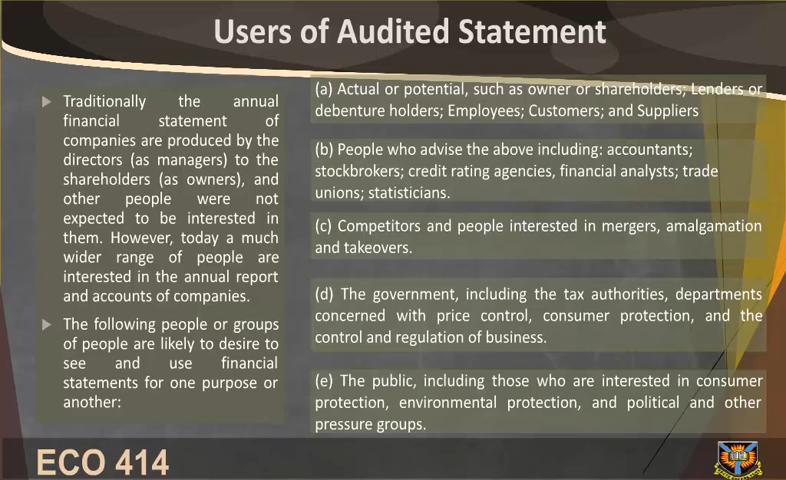 Users of Audited Statement
Traditionally the annual
financial statement of
companies are produced by the
directors (as managers) to the
shareholders (as owners), and
other people were not
expected to be interested in
them. However, today a much
wider range of people are
interested in the annual report
and accounts of companies.
The following people or groups
of people are likely to desire to
see and use financial
statements for one purpose or
another:
(a) Actual or potential, such as owner or shareholders; Lenders or
debenture holders; Employees; Customers; and Suppliers
(b) People who advise the above including: accountants;
stockbrokers; credit rating agencies, financial analysts; trade
unions; statisticians.
(c) Competitors and people interested in mergers, amalgamation
and takeovers.
(d) The government, including the tax authorities, departments
concerned with price control, consumer protection, and the
control and regulation of business.
(e) The public, including those who are interested in consumer
protection, environmental protection, and political and other
pressure groups.
ECO 414